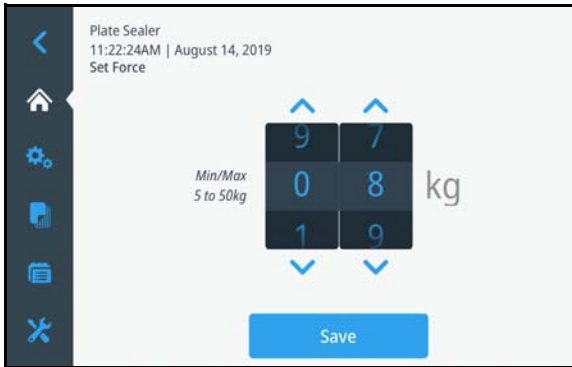 Plate Sealer
11:22:24AM | August 14, 2019
Set Force
9 7
Min/Max
5 to 50kg
0 8 kg
1 9
Save